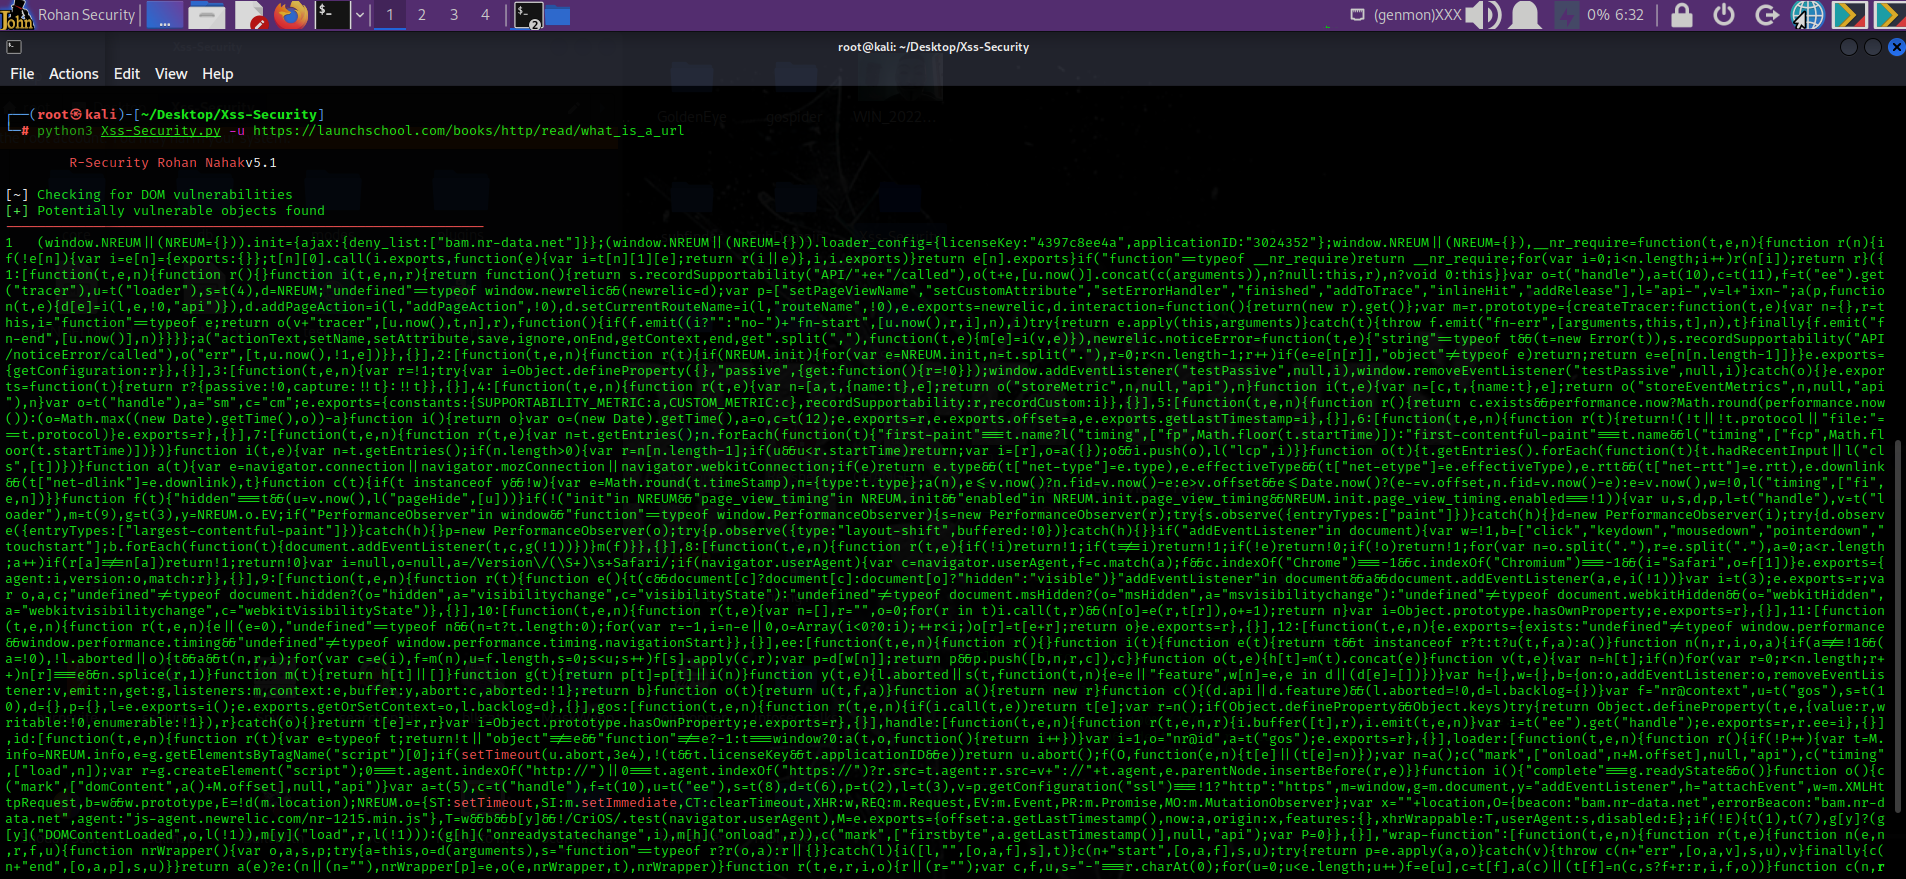 Rohan Security
1 2 3 4
(genmon)XXX
0% 6:32
root@kali: ~/Desktop/Xss-Security
File Actions Edit View Help
GoldenEye
gospider
WIN_2022...
┌──(root㉿kali)-[~/Desktop/Xss-Security]
└─# python3 Xss-Security.py -u https://launchschool.com/books/http/read/what_is_a_url
R-Security Rohan Nahakv5.1
[~] Checking for DOM vulnerabilities
[+] Potentially vulnerable objects found
1 (window.NREUM||(NREUM={})).init={ajax:{deny_list:["bam.nr-data.net"]}};(window.NREUM||(NREUM={})).loader_config={licenseKey:"4397c8ee4a",applicationID:"3024352"};window.NREUM||(NREUM={}),__nr_require=function(t,e,n){function r(n){i
f(!e[n]){var i=e[n]={exports:{}};t[n][0].call(i.exports,function(e){var i=t[n][1][e];return r(i||e)},i,i.exports)}return e[n].exports}if("function"==typeof __nr_require)return __nr_require;for(var i=0;i<n.length;i++)r(n[i]);return r}({
1:[function(t,e,n){function r(){}function i(t,e,n,r){return function(){return s.recordSupportability("API/"+e+"/called"),o(t+e,[u.now()].concat(c(arguments)),n?null:this,r),n?void 0:this}}var o=t("handle"),a=t(10),c=t(11),f=t("ee").get
("tracer"),u=t("loader"),s=t(4),d=NREUM;"undefined"==typeof window.newrelic&&(newrelic=d);var p=["setPageViewName","setCustomAttribute","setErrorHandler","finished","addToTrace","inlineHit","addRelease"],l="api-",v=l+"ixn-";a(p,functio
n(t,e){d[e]=i(l,e,!0,"api")}),d.addPageAction=i(l,"addPageAction",!0),d.setCurrentRouteName=i(l,"routeName",!0),e.exports=newrelic,d.interaction=function(){return(new r).get()};var m=r.prototype={createTracer:function(t,e){var n={},r=t
his,i="function"==typeof e;return o(v+"tracer",[u.now(),t,n],r),function(){if(f.emit((i?"":"no-")+"fn-start",[u.now(),r,i],n),i)try{return e.apply(this,arguments)}catch(t){throw f.emit("fn-err",[arguments,this,t],n),t}finally{f.emit("f
n-end",[u.now()],n)}}}};a("actionText,setName,setAttribute,save,ignore,onEnd,getContext,end,get".split(","),function(t,e){m[e]=i(v,e)}),newrelic.noticeError=function(t,e){"string"==typeof t&&(t=new Error(t)),s.recordSupportability("API
/noticeError/called"),o("err",[t,u.now(),!1,e])}},{}],2:[function(t,e,n){function r(t){if(NREUM.init){for(var e=NREUM.init,n=t.split("."),r=0;r<n.length-1;r++)if(e=e[n[r]],"object"!=typeof e)return;return e=e[n[n.length-1]]}}e.exports=
{getConfiguration:r}},{}],3:[function(t,e,n){var r=!1;try{var i=Object.defineProperty({},"passive",{get:function(){r=!0}});window.addEventListener("testPassive",null,i),window.removeEventListener("testPassive",null,i)}catch(o){}e.expor
ts=function(t){return r?{passive:!0,capture:!!t}:!!t}},{}],4:[function(t,e,n){function r(t,e){var n=[a,t,{name:t},e];return o("storeMetric",n,null,"api"),n}function i(t,e){var n=[c,t,{name:t},e];return o("storeEventMetrics",n,null,"api
"),n}var o=t("handle"),a="sm",c="cm";e.exports={constants:{SUPPORTABILITY_METRIC:a,CUSTOM_METRIC:c},recordSupportability:r,recordCustom:i}},{}],5:[function(t,e,n){function r(){return c.exists&&performance.now?Math.round(performance.now
()):(o=Math.max((new Date).getTime(),o))-a}function i(){return o}var o=(new Date).getTime(),a=o,c=t(12);e.exports=r,e.exports.offset=a,e.exports.getLastTimestamp=i},{}],6:[function(t,e,n){function r(t){return!(!t||!t.protocol||"file:"=
==t.protocol)}e.exports=r},{}],7:[function(t,e,n){function r(t,e){var n=t.getEntries();n.forEach(function(t){"first-paint"===t.name?l("timing",["fp",Math.floor(t.startTime)]):"first-contentful-paint"===t.name&&l("timing",["fcp",Math.fl
oor(t.startTime)])})}function i(t,e){var n=t.getEntries();if(n.length>0){var r=n[n.length-1];if(u&&u<r.startTime)return;var i=[r],o=a({});o&&i.push(o),l("lcp",i)}}function o(t){t.getEntries().forEach(function(t){t.hadRecentInput||l("cl
s",[t])})}function a(t){var e=navigator.connection||navigator.mozConnection||navigator.webkitConnection;if(e)return e.type&&(t["net-type"]=e.type),e.effectiveType&&(t["net-etype"]=e.effectiveType),e.rtt&&(t["net-rtt"]=e.rtt),e.downlink
&&(t["net-dlink"]=e.downlink),t}function c(t){if(t instanceof y&&!w){var e=Math.round(t.timeStamp),n={type:t.type};a(n),e<=v.now()?n.fid=v.now()-e:e>v.offset&&e<=Date.now()?(e-=v.offset,n.fid=v.now()-e):e=v.now(),w=!0,l("timing",["fi",
e,n])}}function f(t){"hidden"===t&&(u=v.now(),l("pageHide",[u]))}if(!("init"in NREUM&&"page_view_timing"in NREUM.init&&"enabled"in NREUM.init.page_view_timing&&NREUM.init.page_view_timing.enabled===!1)){var u,s,d,p,l=t("handle"),v=t("l
oader"),m=t(9),g=t(3),y=NREUM.o.EV;if("PerformanceObserver"in window&&"function"==typeof window.PerformanceObserver){s=new PerformanceObserver(r);try{s.observe({entryTypes:["paint"]})}catch(h){}d=new PerformanceObserver(i);try{d.observ
e({entryTypes:["largest-contentful-paint"]})}catch(h){}p=new PerformanceObserver(o);try{p.observe({type:"layout-shift",buffered:!0})}catch(h){}}if("addEventListener"in document){var w=!1,b=["click","keydown","mousedown","pointerdown","
touchstart"];b.forEach(function(t){document.addEventListener(t,c,g(!1))})}m(f)}},{}],8:[function(t,e,n){function r(t,e){if(!i)return!1;if(t!==i)return!1;if(!e)return!0;if(!o)return!1;for(var n=o.split("."),r=e.split("."),a=0;a<r.length
;a++)if(r[a]!==n[a])return!1;return!0}var i=null,o=null,a=/Version\/(\S+)\s+Safari/;if(navigator.userAgent){var c=navigator.userAgent,f=c.match(a);f&&c.indexOf("Chrome")===-1&&c.indexOf("Chromium")===-1&&(i="Safari",o=f[1])}e.exports={
agent:i,version:o,match:r}},{}],9:[function(t,e,n){function r(t){function e(){t(c&&document[c]?document[c]:document[o]?"hidden":"visible")}"addEventListener"in document&&a&&document.addEventListener(a,e,i(!1))}var i=t(3);e.exports=r;va
r o,a,c;"undefined"!=typeof document.hidden?(o="hidden",a="visibilitychange",c="visibilityState"):"undefined"!=typeof document.msHidden?(o="msHidden",a="msvisibilitychange"):"undefined"!=typeof document.webkitHidden&&(o="webkitHidden",
a="webkitvisibilitychange",c="webkitVisibilityState")},{}],10:[function(t,e,n){function r(t,e){var n=[],r="",o=0;for(r in t)i.call(t,r)&&(n[o]=e(r,t[r]),o+=1);return n}var i=Object.prototype.hasOwnProperty;e.exports=r},{}],11:[function
(t,e,n){function r(t,e,n){e||(e=0),"undefined"==typeof n&&(n=t?t.length:0);for(var r=-1,i=n-e||0,o=Array(i<0?0:i);++r<i;)o[r]=t[e+r];return o}e.exports=r},{}],12:[function(t,e,n){e.exports={exists:"undefined"!=typeof window.performance
&&window.performance.timing&&"undefined"!=typeof window.performance.timing.navigationStart}},{}],ee:[function(t,e,n){function r(){}function i(t){function e(t){return t&&t instanceof r?t:t?u(t,f,a):a()}function n(n,r,i,o,a){if(a!==!1&&(
a=!0),!l.aborted||o){t&&a&&t(n,r,i);for(var c=e(i),f=m(n),u=f.length,s=0;s<u;s++)f[s].apply(c,r);var p=d[w[n]];return p&&p.push([b,n,r,c]),c}}function o(t,e){h[t]=m(t).concat(e)}function v(t,e){var n=h[t];if(n)for(var r=0;r<n.length;r+
+)n[r]===e&&n.splice(r,1)}function m(t){return h[t]||[]}function g(t){return p[t]=p[t]||i(n)}function y(t,e){l.aborted||s(t,function(t,n){e=e||"feature",w[n]=e,e in d||(d[e]=[])})}var h={},w={},b={on:o,addEventListener:o,removeEventLis
tener:v,emit:n,get:g,listeners:m,context:e,buffer:y,abort:c,aborted:!1};return b}function o(t){return u(t,f,a)}function a(){return new r}function c(){(d.api||d.feature)&&(l.aborted=!0,d=l.backlog={})}var f="nr@context",u=t("gos"),s=t(1
0),d={},p={},l=e.exports=i();e.exports.getOrSetContext=o,l.backlog=d},{}],gos:[function(t,e,n){function r(t,e,n){if(i.call(t,e))return t[e];var r=n();if(Object.defineProperty&&Object.keys)try{return Object.defineProperty(t,e,{value:r,w
ritable:!0,enumerable:!1}),r}catch(o){}return t[e]=r,r}var i=Object.prototype.hasOwnProperty;e.exports=r},{}],handle:[function(t,e,n){function r(t,e,n,r){i.buffer([t],r),i.emit(t,e,n)}var i=t("ee").get("handle");e.exports=r,r.ee=i},{}]
,id:[function(t,e,n){function r(t){var e=typeof t;return!t||"object"!==e&&"function"!==e?-1:t===window?0:a(t,o,function(){return i++})}var i=1,o="nr@id",a=t("gos");e.exports=r},{}],loader:[function(t,e,n){function r(){if(!P++){var t=M.
info=NREUM.info,e=g.getElementsByTagName("script")[0];if(setTimeout(u.abort,3e4),!(t&&t.licenseKey&&t.applicationID&&e))return u.abort();f(O,function(e,n){t[e]||(t[e]=n)});var n=a();c("mark",["onload",n+M.offset],null,"api"),c("timing"
,["load",n]);var r=g.createElement("script");0===t.agent.indexOf("http://")||0===t.agent.indexOf("https://")?r.src=t.agent:r.src=v+"://"+t.agent,e.parentNode.insertBefore(r,e)}}function i(){"complete"===g.readyState&&o()}function o(){c
("mark",["domContent",a()+M.offset],null,"api")}var a=t(5),c=t("handle"),f=t(10),u=t("ee"),s=t(8),d=t(6),p=t(2),l=t(3),v=p.getConfiguration("ssl")===!1?"http":"https",m=window,g=m.document,y="addEventListener",h="attachEvent",w=m.XMLHt
tpRequest,b=w&&w.prototype,E=!d(m.location);NREUM.o={ST:setTimeout,SI:m.setImmediate,CT:clearTimeout,XHR:w,REQ:m.Request,EV:m.Event,PR:m.Promise,MO:m.MutationObserver};var x=""+location,O={beacon:"bam.nr-data.net",errorBeacon:"bam.nr-d
ata.net",agent:"js-agent.newrelic.com/nr-1215.min.js"},T=w&&b&&b[y]&&!/CriOS/.test(navigator.userAgent),M=e.exports={offset:a.getLastTimestamp(),now:a,origin:x,features:{},xhrWrappable:T,userAgent:s,disabled:E};if(!E){t(1),t(7),g[y]?(g
[y]("DOMContentLoaded",o,l(!1)),m[y]("load",r,l(!1))):(g[h]("onreadystatechange",i),m[h]("onload",r)),c("mark",["firstbyte",a.getLastTimestamp()],null,"api");var P=0}},{}],"wrap-function":[function(t,e,n){function r(t,e){function n(e,n
,r,f,u){function nrWrapper(){var o,a,s,p;try{a=this,o=d(arguments),s="function"==typeof r?r(o,a):r||{}}catch(l){i([l,"",[o,a,f],s],t)}c(n+"start",[o,a,f],s,u);try{return p=e.apply(a,o)}catch(v){throw c(n+"err",[o,a,v],s,u),v}finally{c(
n+"end",[o,a,p],s,u)}}return a(e)?e:(n||(n=""),nrWrapper[p]=e,o(e,nrWrapper,t),nrWrapper)}function r(t,e,r,i,o){r||(r="");var c,f,u,s="-"===r.charAt(0);for(u=0;u<e.length;u++)f=e[u],c=t[f],a(c)||(t[f]=n(c,s?f+r:r,i,f,o))}function c(n,r